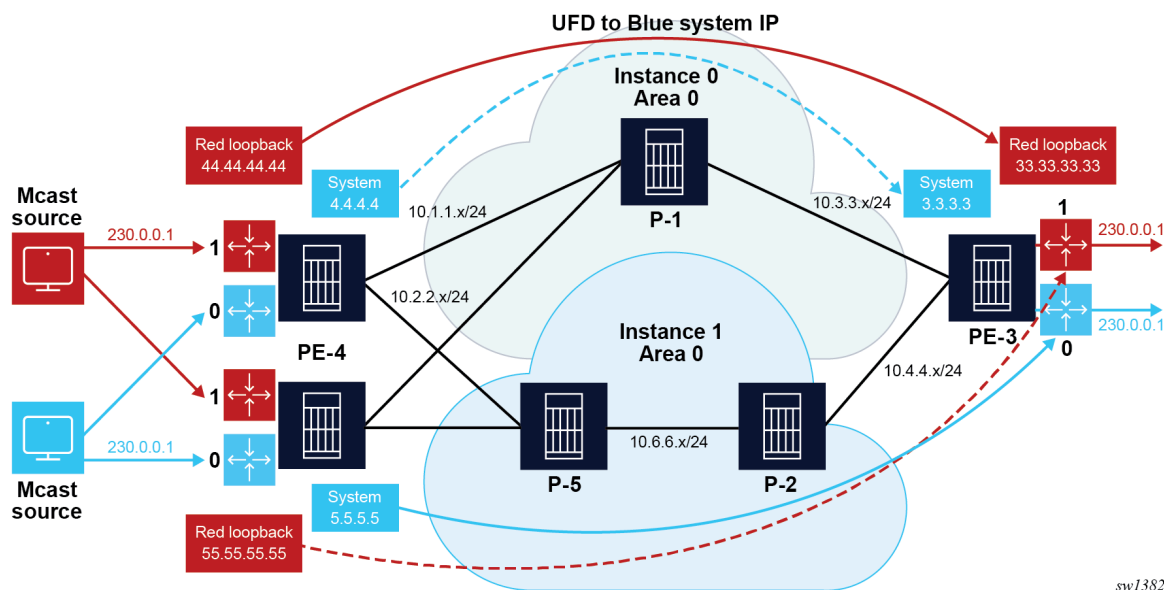 UFD to Blue system IP
Instance 0
Area 0
Red loopback
44.44.44.44
Red loopback
33.33.33.33
System
4.4.4.4
System
3.3.3.3
P-1
10.1.1.x/24
10.3.3.x/24
Mcast
source
230.0.0.1
1
1
230.0.0.1
10.2.2.x/24
0
PE-4
Instance 1
Area 0
PE-3
230.0.0.1
0
10.4.4.x/24
1
230.0.0.1
0
10.6.6.x/24
Mcast
source
P-5
P-2
System
5.5.5.5
Red loopback
55.55.55.55
sw1382